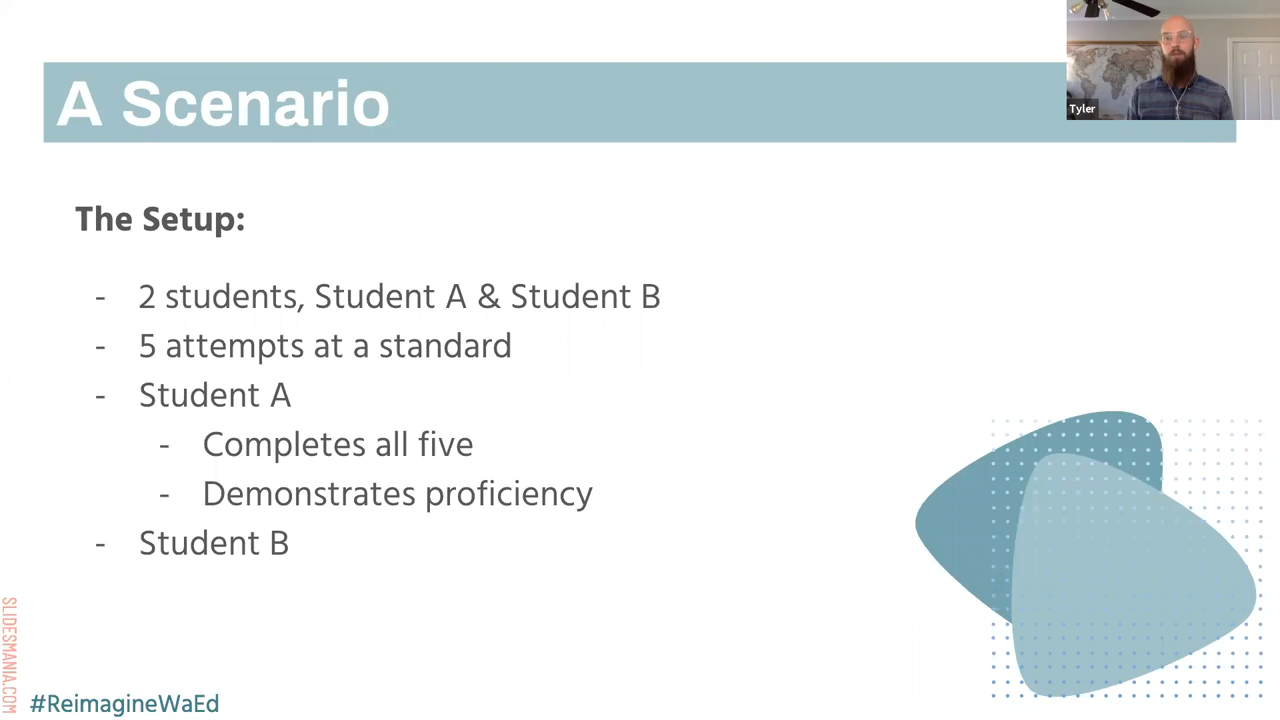 A Scenario
Tyler
The Setup:
- 2 students, Student A & Student B
- 5 attempts at a standard
- Student A
- Completes all five
- Demonstrates proficiency
- Student B
SLIDESMANIA.COM
#ReimagineWaEd